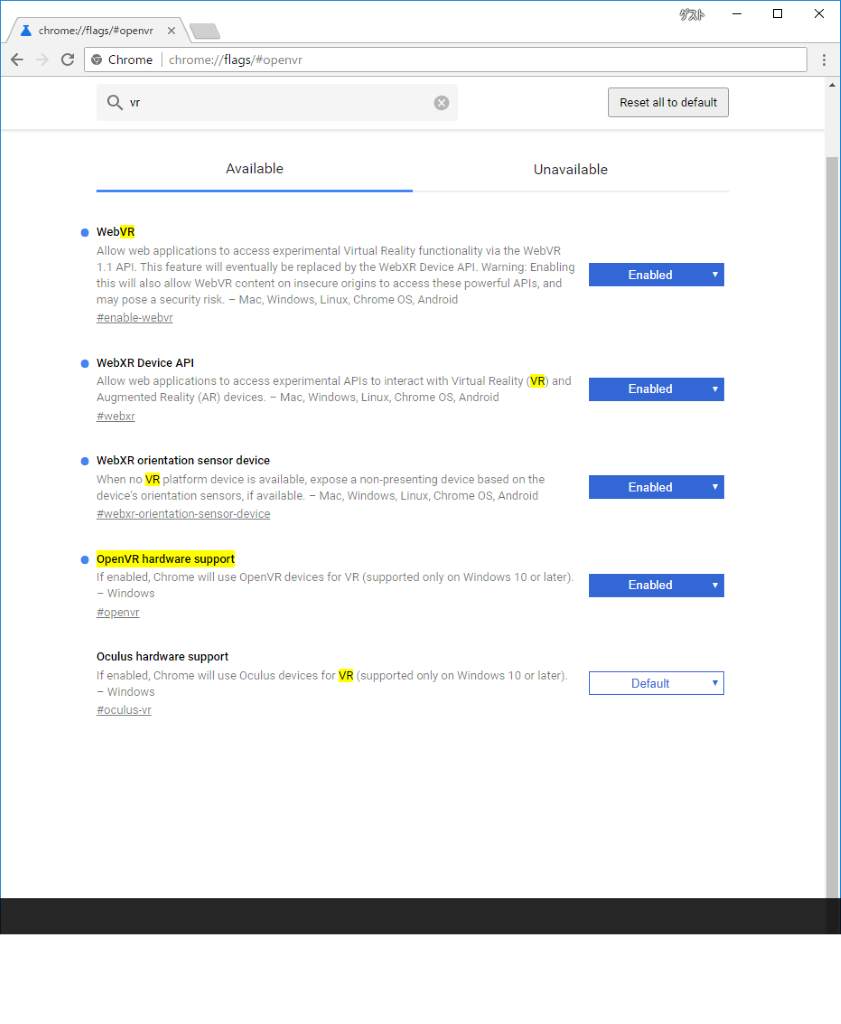 ゲスト
chrome://flags/#openvr
Chrome chrome://flags/#openvr
vr
Reset all to default
Available
Unavailable
WebVR
Allow web applications to access experimental Virtual Reality functionality via the WebVR
1.1 API. This feature will eventually be replaced by the WebXR Device API. Warning: Enabling
this will also allow WebVR content on insecure origins to access these powerful APIs, and
may pose a security risk. – Mac, Windows, Linux, Chrome OS, Android
#enable-webvr
Enabled
WebXR Device API
Allow web applications to access experimental APIs to interact with Virtual Reality (VR) and
Augmented Reality (AR) devices. – Mac, Windows, Linux, Chrome OS, Android
#webxr
Enabled
WebXR orientation sensor device
When no VR platform device is available, expose a non-presenting device based on the
device's orientation sensors, if available. – Mac, Windows, Linux, Chrome OS, Android
#webxr-orientation-sensor-device
Enabled
OpenVR hardware support
If enabled, Chrome will use OpenVR devices for VR (supported only on Windows 10 or later).
– Windows
#openvr
Enabled
Oculus hardware support
If enabled, Chrome will use Oculus devices for VR (supported only on Windows 10 or later).
– Windows
#oculus-vr
Default